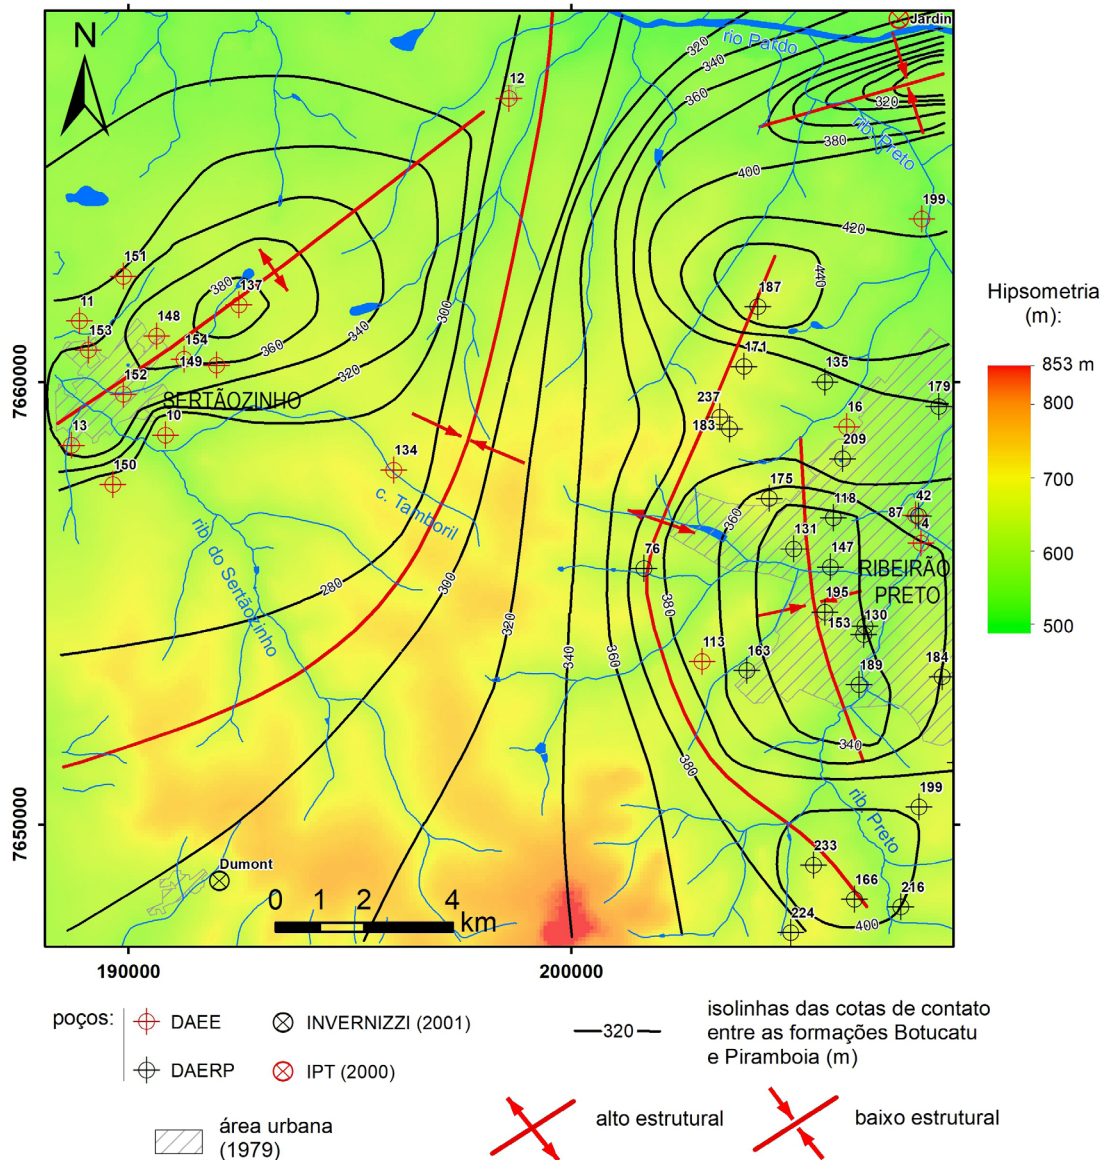 N
Jardin
rio Pardo
320
340
360
12
320
rib. Preto
380
400
199
420
151
380
137
440
187
11
148
300
153
154
340
171
149
360
135
320
152
179
SERTÃOZINHO
237
16
183
10
13
209
134
150
175
c. Tamboril
360
118
42
87
131
4
rib. do Sertãozinho
76
147
RIBEIRÃO
PRETO
280
300
380
195
130
320
153
340
360
113
163
189
184
340
380
rib. Preto
199
233
Dumont
166
216
224
400
0 1 2 4
km
7660000
7650000
190000
200000
Hipsometria
(m):
853 m
800
700
600
500
poços:
DAEE
INVERNIZZI (2001)
DAERP
IPT (2000)
320
isolinhas das cotas de contato
entre as formações Botucatu
e Piramboia (m)
área urbana
(1979)
alto estrutural
baixo estrutural